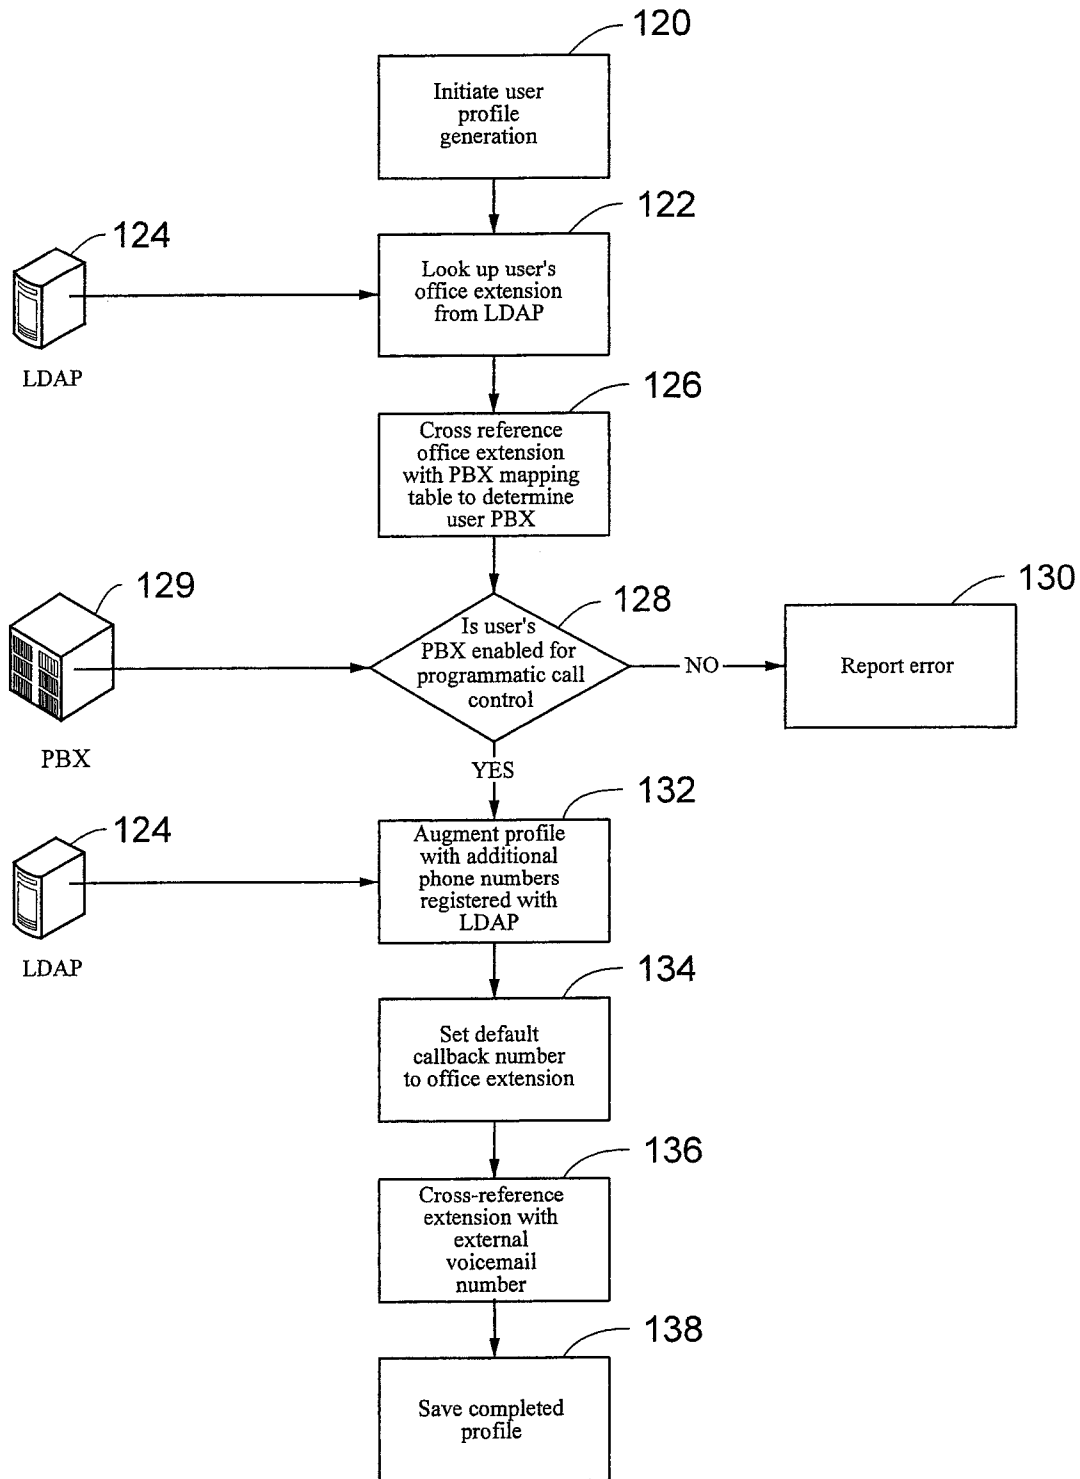 120
Initiate user
profile
generation
122
124
Look up user's
office extension
from LDAP
LDAP
126
Cross reference
office extension
with PBX mapping
table to determine
user PBX
129
128
130
Is user's
PBX enabled for
programmatic call
control
NO
Report error
PBX
YES
132
124
Augment profile
with additional
phone numbers
registered with
LDAP
LDAP
134
Set default
callback number
to office extension
136
Cross-reference
extension with
external
voicemail
number
138
Save completed
profile